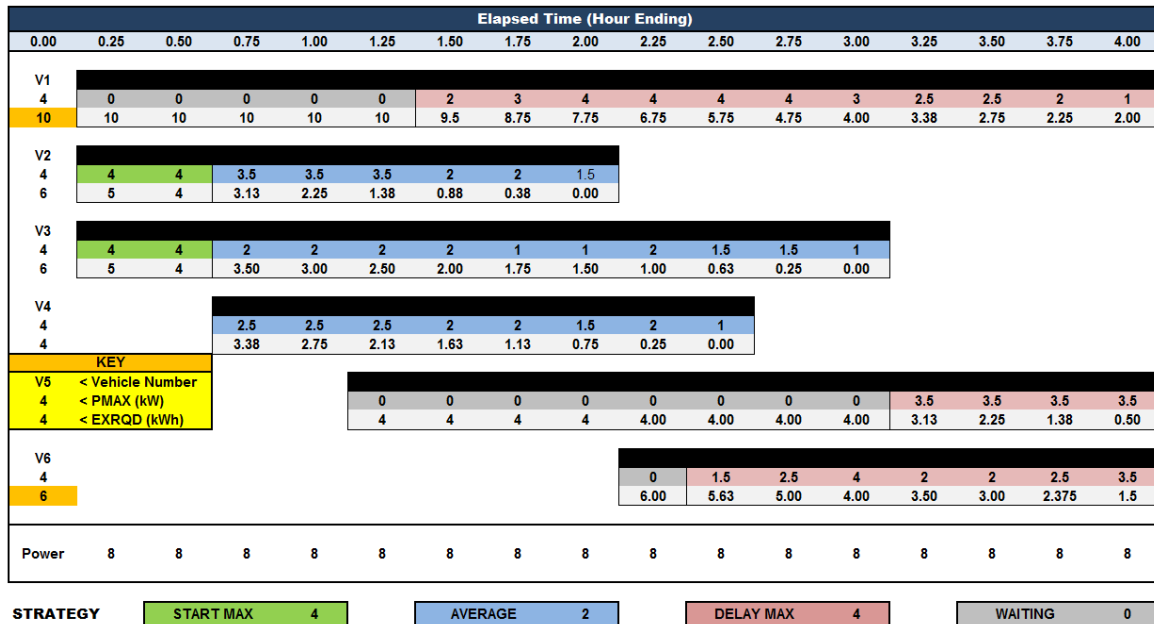 Elapsed Time (Hour Ending)
0.00 0.25 0.50 0.75 1.00 1.25 1.50 1.75 2.00 2.25 2.50 2.75 3.00 3.25 3.50 3.75 4.00
V1
4 0 0 0 0 0 2 3 4 4 4 4 3 2.5 2.5 2 1
10 10 10 10 10 10 9.5 8.75 7.75 6.75 5.75 4.75 4.00 3.38 2.75 2.25 2.00
V2
4 4 4 3.5 3.5 3.5 2 2 1.5
6 5 4 3.13 2.25 1.38 0.88 0.38 0.00
V3
4 4 4 2 2 2 2 1 1 2 1.5 1.5 1
6 5 4 3.50 3.00 2.50 2.00 1.75 1.50 1.00 0.63 0.25 0.00
V4
4 2.5 2.5 2.5 2 2 1.5 2 1
4 3.38 2.75 2.13 1.63 1.13 0.75 0.25 0.00
KEY
V5 < Vehicle Number
4 < PMAX (kW) 0 0 0 0 0 0 0 0 3.5 3.5 3.5 3.5
4 < EXRQD (kWh) 4 4 4 4 4.00 4.00 4.00 4.00 3.13 2.25 1.38 0.50
V6
4 0 1.5 2.5 4 2 2 2.5 3.5
6 6.00 5.63 5.00 4.00 3.50 3.00 2.375 1.5
Power 8 8 8 8 8 8 8 8 8 8 8 8 8 8 8 8
STRATEGY START MAX 4 AVERAGE 2 DELAY MAX 4 WAITING 0